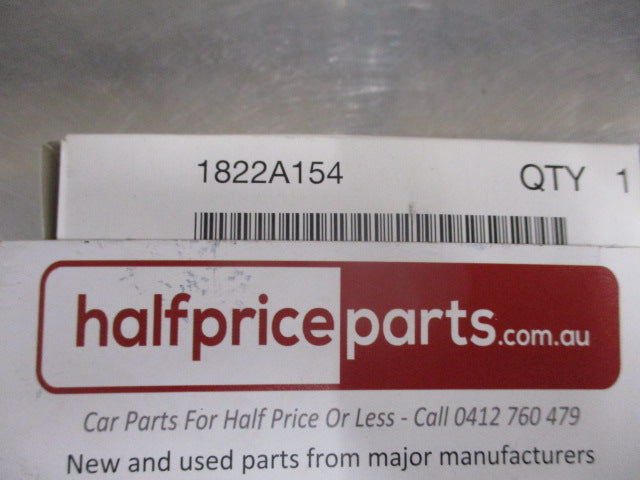 1822A154 QTY 1
halfpriceparts.com.au
Car Parts For Half Price Or Less - Call 0412 760 479
New and used parts from major manufacturers